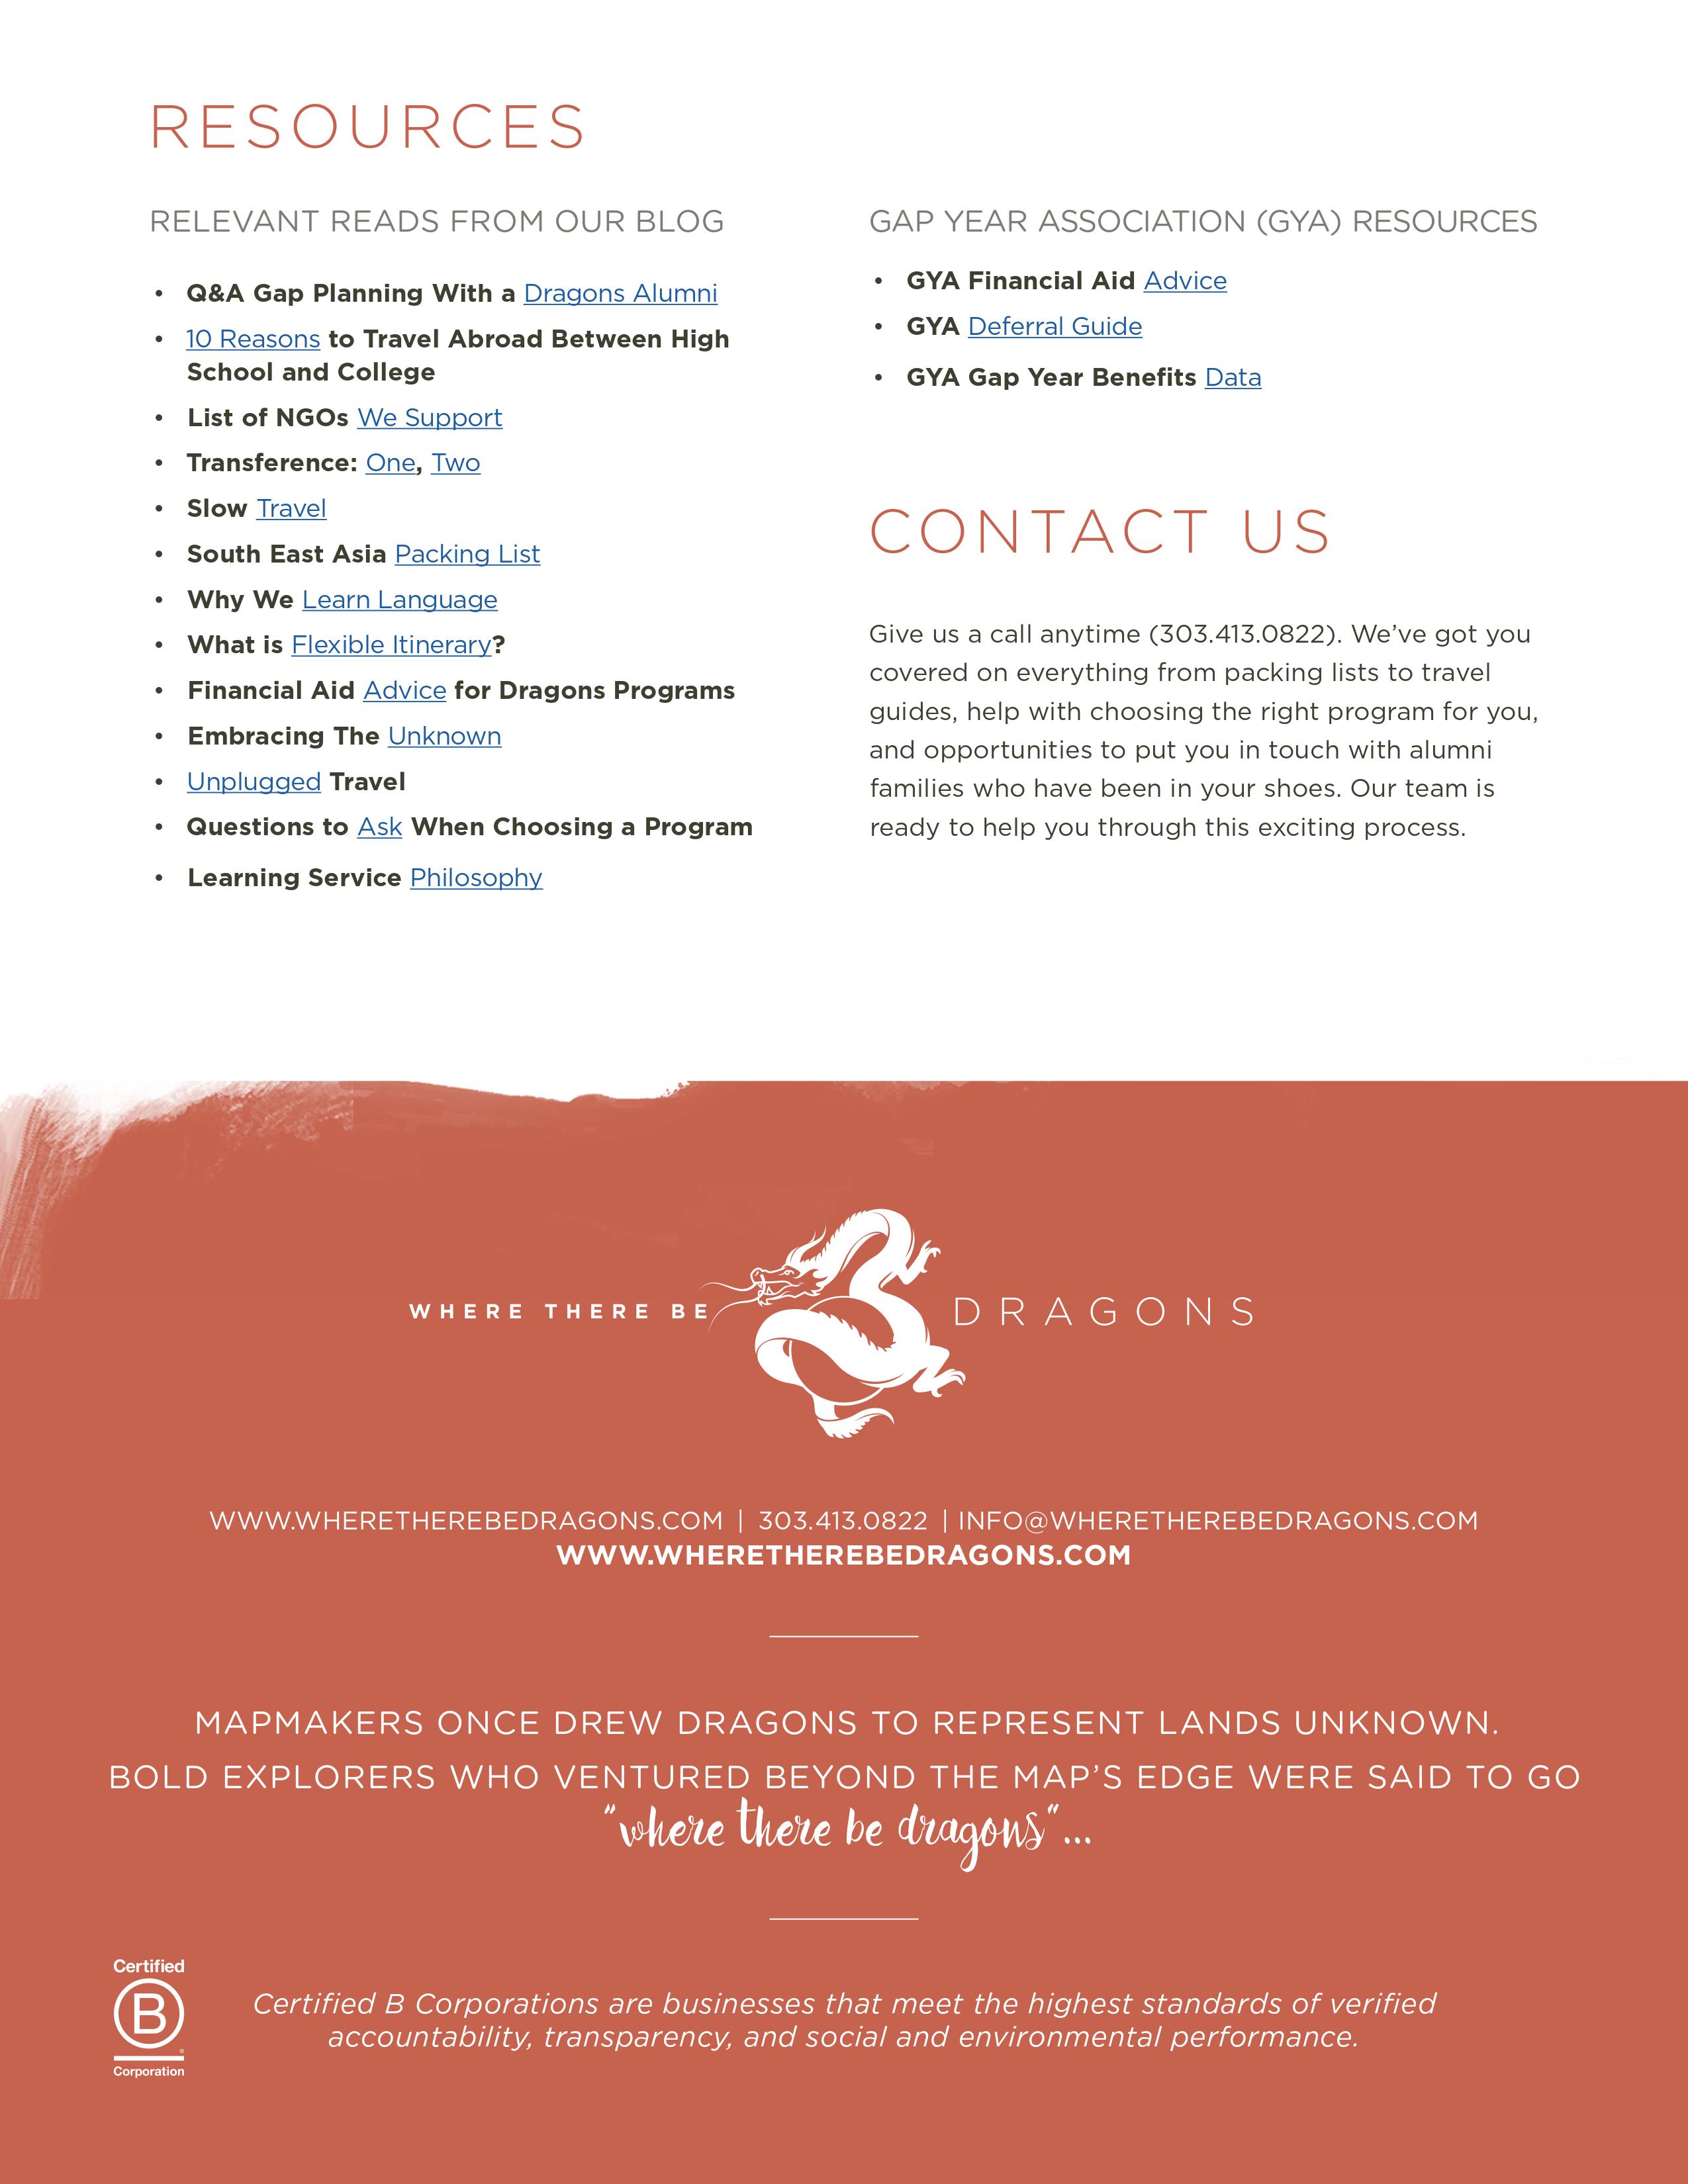 RESOURCES
RELEVANT READS FROM OUR BLOG
• Q&A Gap Planning With a Dragons Alumni
• 10 Reasons to Travel Abroad Between High
School and College
• List of NGOs We Support
• Transference: One, Two
• Slow Travel
• South East Asia Packing List
• Why We Learn Language
• What is Flexible Itinerary?
• Financial Aid Advice for Dragons Programs
• Embracing The Unknown
• Unplugged Travel
• Questions to Ask When Choosing a Program
• Learning Service Philosophy
GAP YEAR ASSOCIATION (GYA) RESOURCES
• GYA Financial Aid Advice
• GYA Deferral Guide
• GYA Gap Year Benefits Data
CONTACT US
Give us a call anytime (303.413.0822). We’ve got you
covered on everything from packing lists to travel
guides, help with choosing the right program for you,
and opportunities to put you in touch with alumni
families who have been in your shoes. Our team is
ready to help you through this exciting process.
WHERE THERE BE DRAGONS
WWW.WHERETHEREBEDRAGONS.COM | 303.413.0822 | INFO@WHERETHEREBEDRAGONS.COM
WWW.WHERETHEREBEDRAGONS.COM
MAPMAKERS ONCE DREW DRAGONS TO REPRESENT LANDS UNKNOWN.
BOLD EXPLORERS WHO VENTURED BEYOND THE MAP’S EDGE WERE SAID TO GO
“where there be dragons”...
Certified
B
®
Corporation
Certified B Corporations are businesses that meet the highest standards of verified
accountability, transparency, and social and environmental performance.